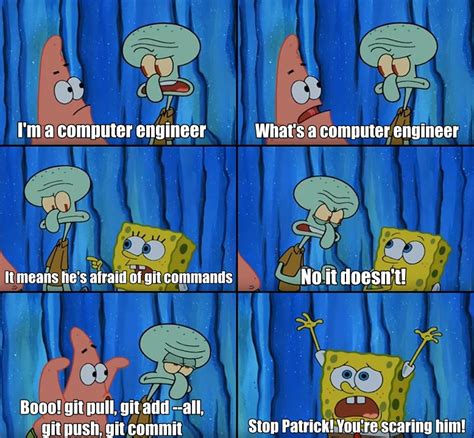 I'm a computer engineer
What's a computer engineer
It means he's afraid of git commands
No it doesn't!
Booo! git pull, git add --all,
git push, git commit
Stop Patrick! You're scaring him!